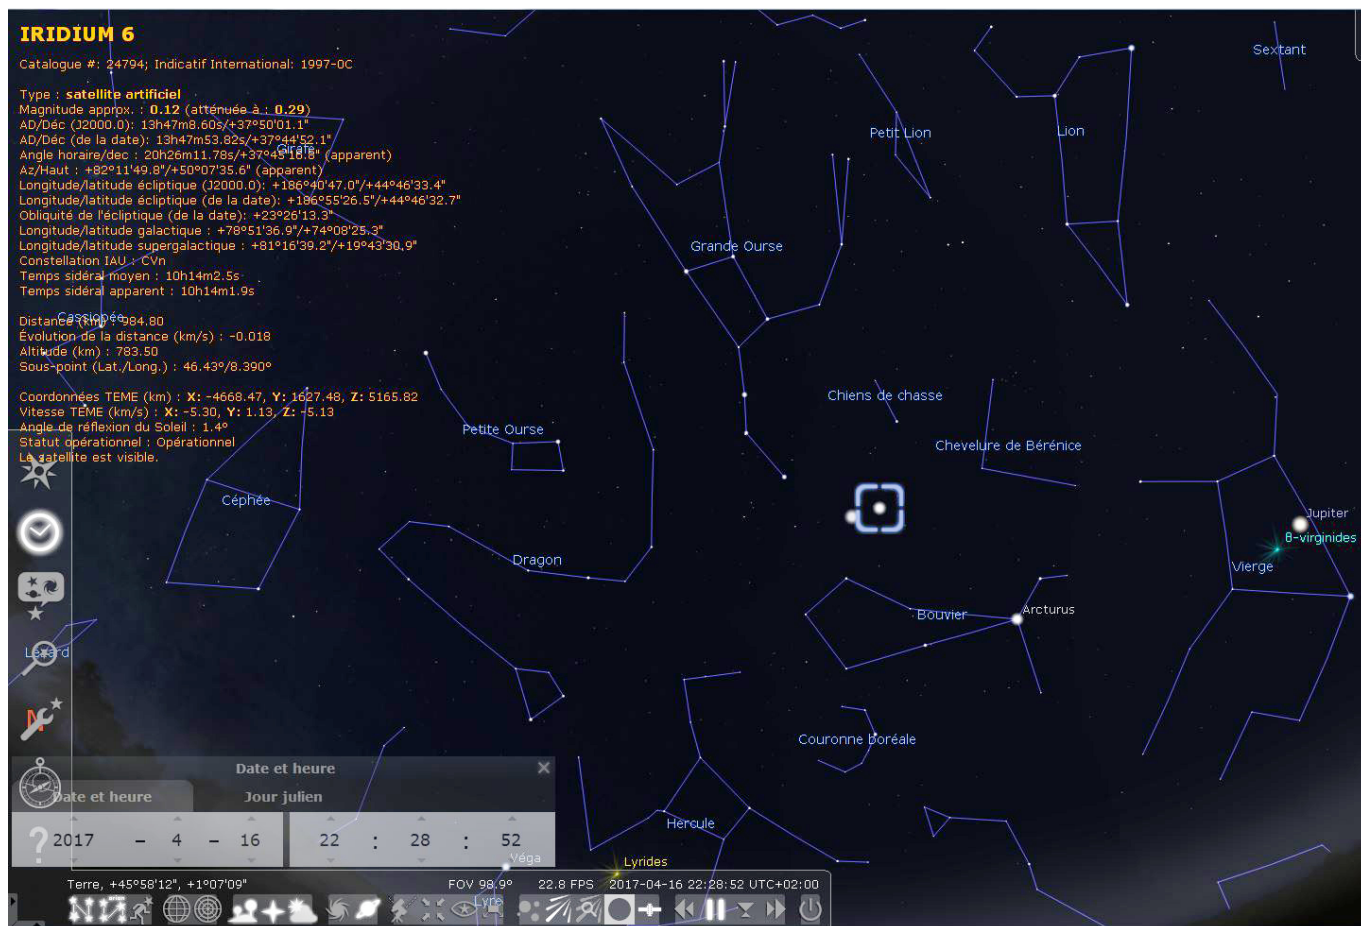 IRIDIUM 6
Catalogue #: 24794; Indicatif International: 1997-0C
Type : satellite artificiel
Magnitude approx. : 0.12 (atténuée à : 0.29)
AD/Déc (J2000.0): 13h47m8.60s/+37°50'01.1"
AD/Déc (de la date): 13h47m53.82s/+37°44'52.1"
Angle horaire/dec : 20h26m11.78s/+37°45'16.8" (apparent)
Az/Haut : +82°11'49.8"/+50°07'35.6" (apparent)
Longitude/latitude écliptique (J2000.0): +186°40'47.0"/+44°46'33.4"
Longitude/latitude écliptique (de la date): +186°55'26.5"/+44°46'32.7"
Obliquité de l'écliptique (de la date): +23°26'13.3"
Longitude/latitude galactique : +78°51'36.9"/+74°08'25.3"
Longitude/latitude supergalactique : +81°16'39.2"/+19°43'30.9"
Constellation IAU : CVn
Temps sidéral moyen : 10h14m2.5s
Temps sidéral apparent : 10h14m1.9s
Distance (km) : 984.80
Évolution de la distance (km/s) : -0.018
Altitude (km) : 783.50
Sous-point (Lat./Long.) : 46.43°/8.390°
Coordonnées TEME (km) : X: -4668.47, Y: 1627.48, Z: 5165.82
Vitesse TEME (km/s) : X: -5.30, Y: 1.13, Z: -5.13
Angle de réflexion du Soleil : 1.4°
Statut opérationnel : Opérationnel
Le satellite est visible.
Girafe
Cassiopée
Sextant
Petit Lion
Lion
Grande Ourse
Chiens de chasse
Petite Ourse
Chevelure de Bérénice
Céphée
Jupiter
θ-virginides
Vierge
Dragon
Arcturus
Bouvier
Lézard
N
Couronne boréale
Hercule
Date et heure
Date et heure
Jour julien
2017 - 4 - 16
22 : 28 : 52
?
Véga
Lyrides
Terre, +45°58'12", +1°07'09"
FOV 98.9°
22.8 FPS
2017-04-16 22:28:52 UTC+02:00
Lyre